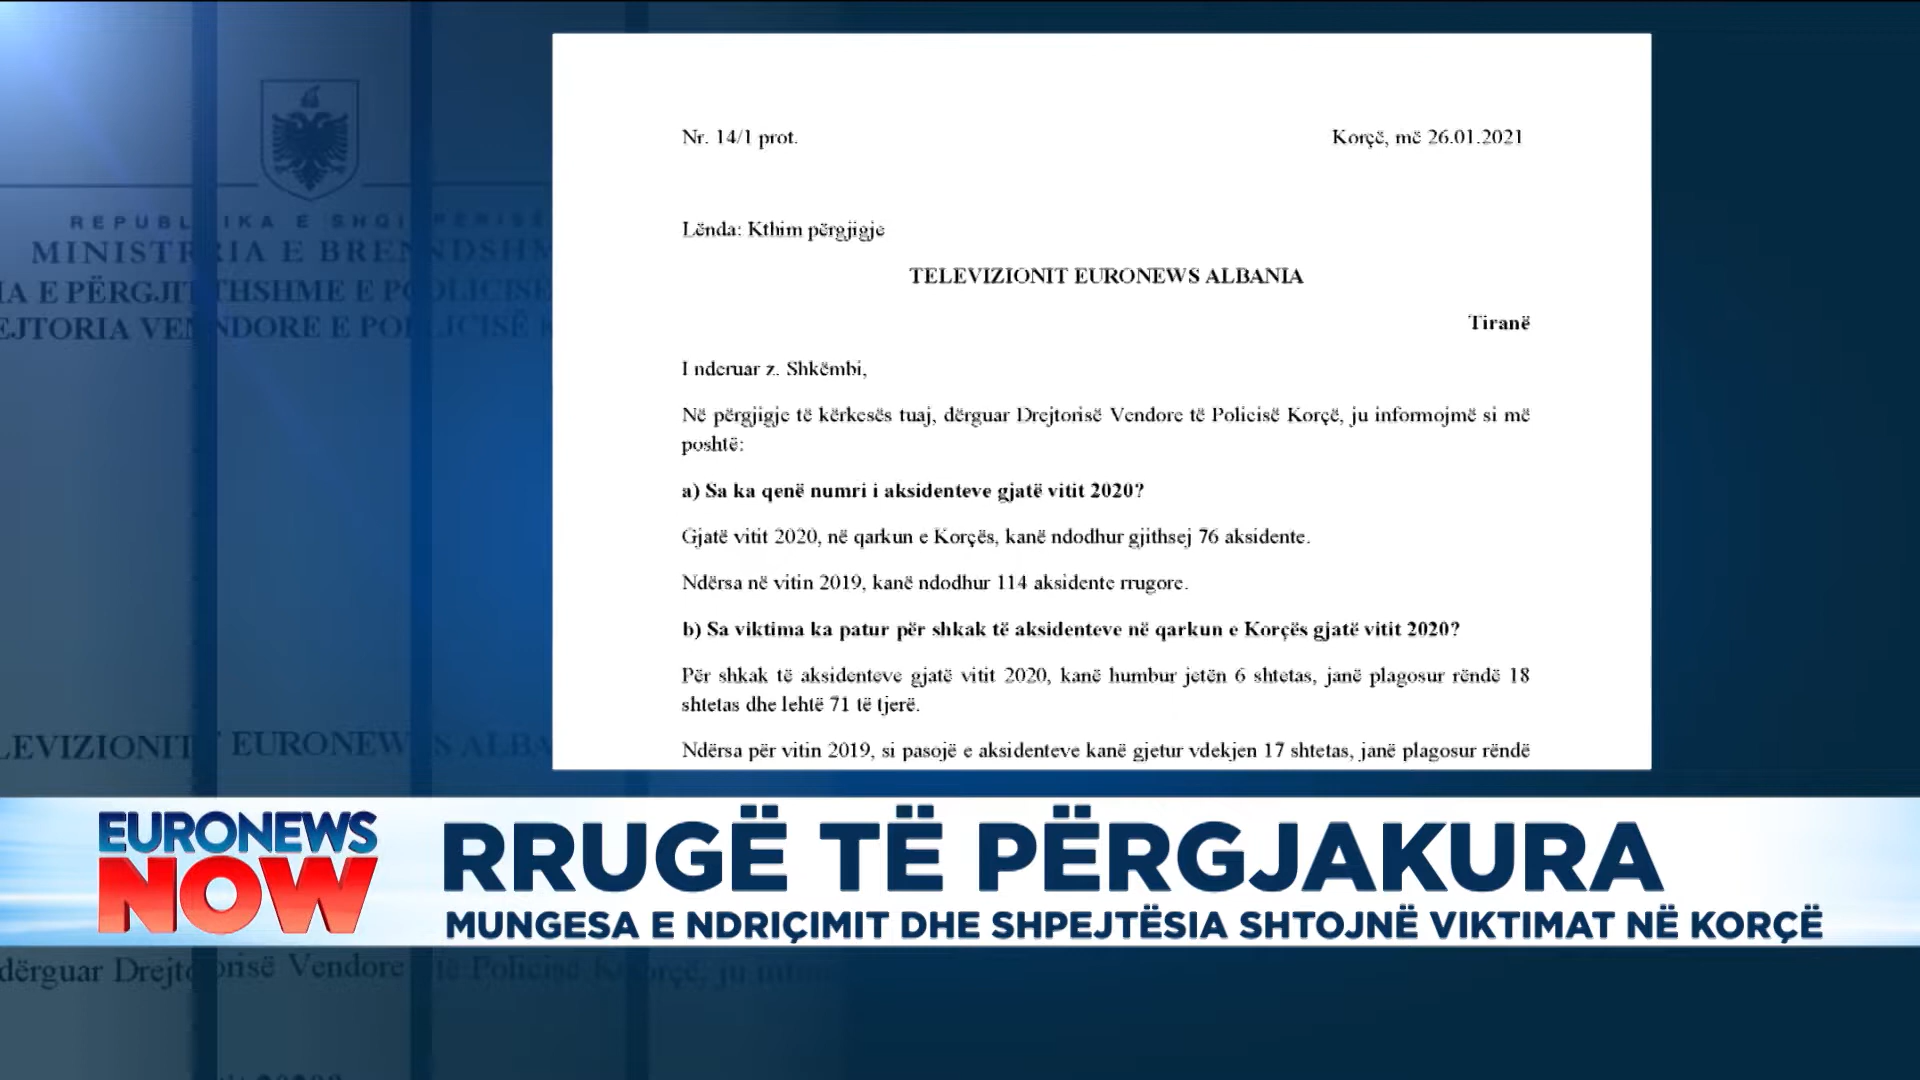 Nr. 14/1 prot.
Korçë, më 26.01.2021
Lënda: Kthim përgjigje
TELEVIZIONIT EURONEWS ALBANIA
Tiranë
I nderuar z. Shkëmbi,
Në përgjigje të kërkesës tuaj, dërguar Drejtorisë Vendore të Policisë Korçë, ju informojmë si më
poshtë:
a) Sa ka qenë numri i aksidenteve gjatë vitit 2020?
Gjatë vitit 2020, në qarkun e Korçës, kanë ndodhur gjithsej 76 aksidente.
Ndërsa në vitin 2019, kanë ndodhur 114 aksidente rrugore.
b) Sa viktima ka patur për shkak të aksidenteve në qarkun e Korçës gjatë vitit 2020?
Për shkak të aksidenteve gjatë vitit 2020, kanë humbur jetën 6 shtetas, janë plagosur rëndë 18
shtetas dhe lehtë 71 të tjerë.
Ndërsa për vitin 2019, si pasojë e aksidenteve kanë gjetur vdekjen 17 shtetas, janë plagosur rëndë
EURONEWS
NOW
RRUGË TË PËRGJAKURA
MUNGESA E NDRIÇIMIT DHE SHPEJTËSIA SHTOJNË VIKTIMAT NË KORÇË